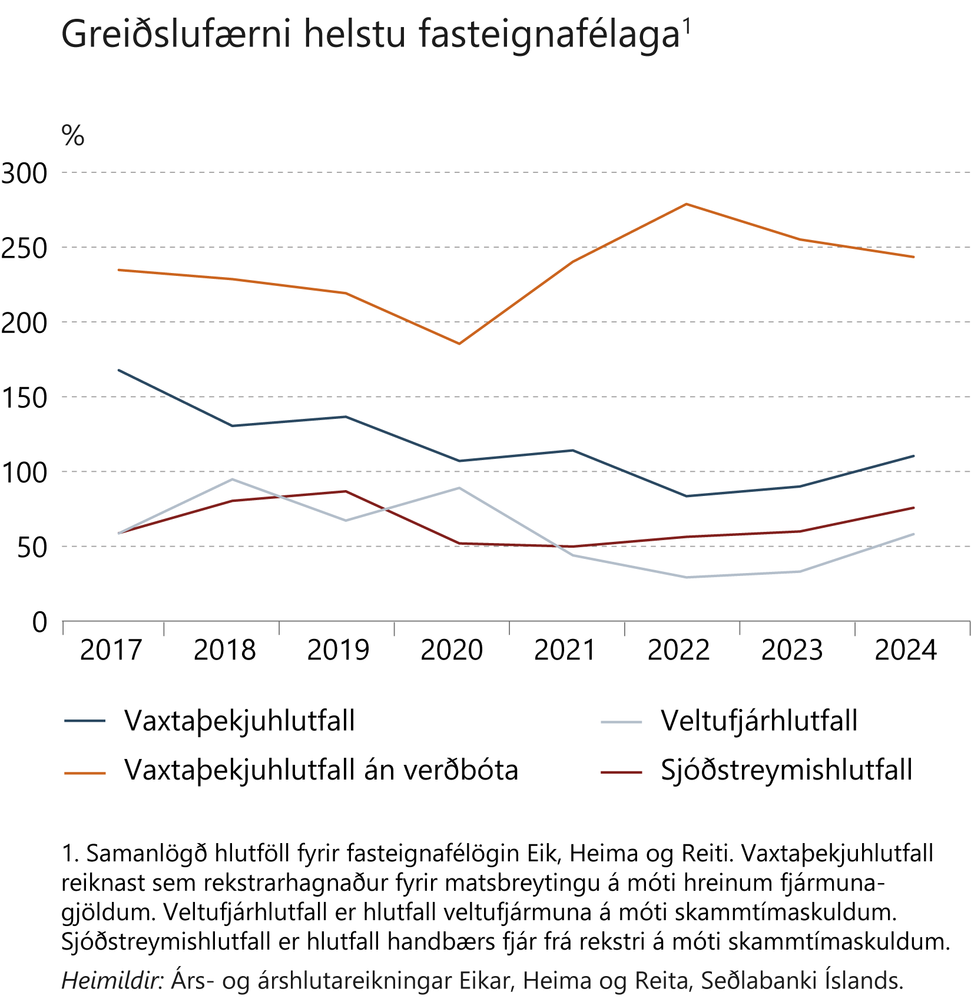 Greiðslufærni helstu fasteignafélaga¹
%
300
250
200
150
100
50
0
2017 2018 2019 2020 2021 2022 2023 2024
Vaxtaþekjuhlutfall
Veltufjárhlutfall
Vaxtaþekjuhlutfall án verðbóta
Sjóðstreymishlutfall
1. Samanlögð hlutföll fyrir fasteignafélögin Eik, Heima og Reiti. Vaxtaþekjuhlutfall
reiknast sem rekstrarhagnaður fyrir matsbreytingu á móti hreinum fjármuna-
gjöldum. Veltufjárhlutfall er hlutfall veltufjármuna á móti skammtímaskuldum.
Sjóðstreymishlutfall er hlutfall handbærs fjár frá rekstri á móti skammtímaskuldum.
Heimildir: Árs- og árshlutareikningar Eikar, Heima og Reita, Seðlabanki Íslands.